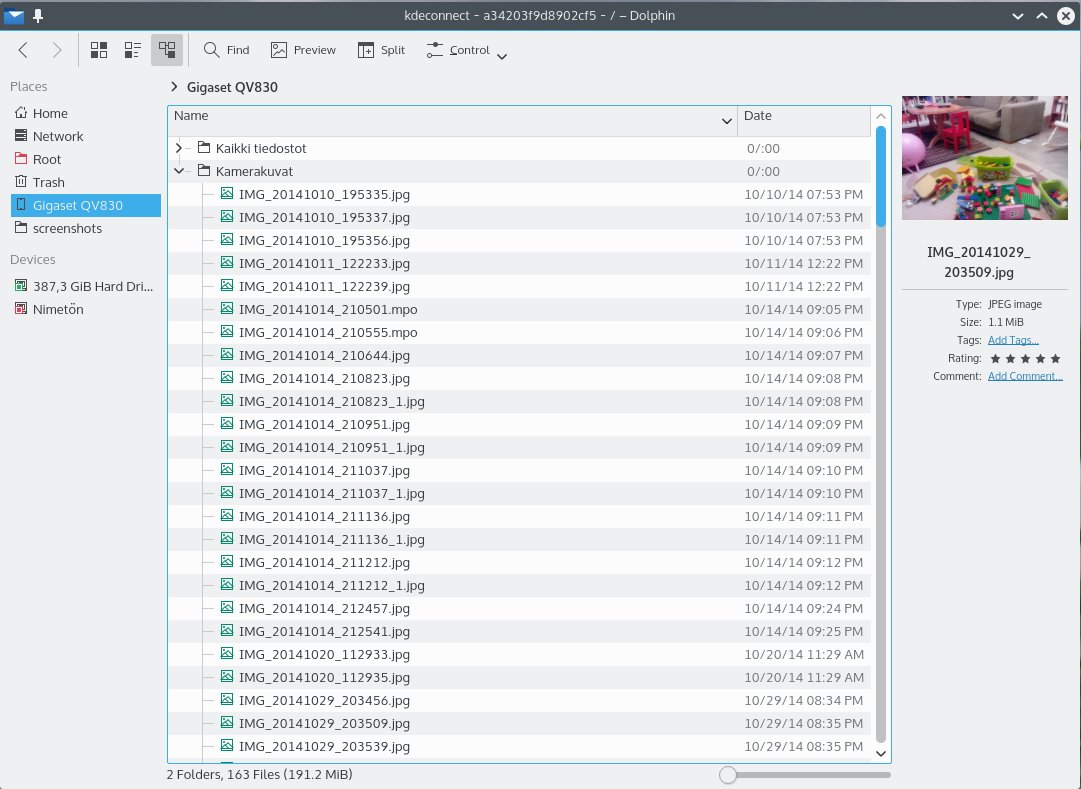 kdeconnect - a34203f9d8902cf5 - / – Dolphin
Find Preview Split Control
Places
Home
Network
Root
Trash
Gigaset QV830
screenshots
Devices
387,3 GiB Hard Dri...
Nimetön
Gigaset QV830
Name Date
Kaikki tiedostot 0/:00
Kamerakuvat 0/:00
IMG_20141010_195335.jpg 10/10/14 07:53 PM
IMG_20141010_195337.jpg 10/10/14 07:53 PM
IMG_20141010_195356.jpg 10/10/14 07:53 PM
IMG_20141011_122233.jpg 10/11/14 12:22 PM
IMG_20141011_122239.jpg 10/11/14 12:22 PM
IMG_20141014_210501.mpo 10/14/14 09:05 PM
IMG_20141014_210555.mpo 10/14/14 09:06 PM
IMG_20141014_210644.jpg 10/14/14 09:07 PM
IMG_20141014_210823.jpg 10/14/14 09:08 PM
IMG_20141014_210823_1.jpg 10/14/14 09:08 PM
IMG_20141014_210951.jpg 10/14/14 09:09 PM
IMG_20141014_210951_1.jpg 10/14/14 09:09 PM
IMG_20141014_211037.jpg 10/14/14 09:10 PM
IMG_20141014_211037_1.jpg 10/14/14 09:10 PM
IMG_20141014_211136.jpg 10/14/14 09:11 PM
IMG_20141014_211136_1.jpg 10/14/14 09:11 PM
IMG_20141014_211212.jpg 10/14/14 09:12 PM
IMG_20141014_211212_1.jpg 10/14/14 09:12 PM
IMG_20141014_212457.jpg 10/14/14 09:24 PM
IMG_20141014_212541.jpg 10/14/14 09:25 PM
IMG_20141020_112933.jpg 10/20/14 11:29 AM
IMG_20141020_112935.jpg 10/20/14 11:29 AM
IMG_20141029_203456.jpg 10/29/14 08:34 PM
IMG_20141029_203509.jpg 10/29/14 08:35 PM
IMG_20141029_203539.jpg 10/29/14 08:35 PM
2 Folders, 163 Files (191.2 MiB)
IMG_20141029_
203509.jpg
Type: JPEG image
Size: 1.1 MiB
Tags: Add Tags...
Rating: ★ ★ ★ ★ ★
Comment: Add Comment...